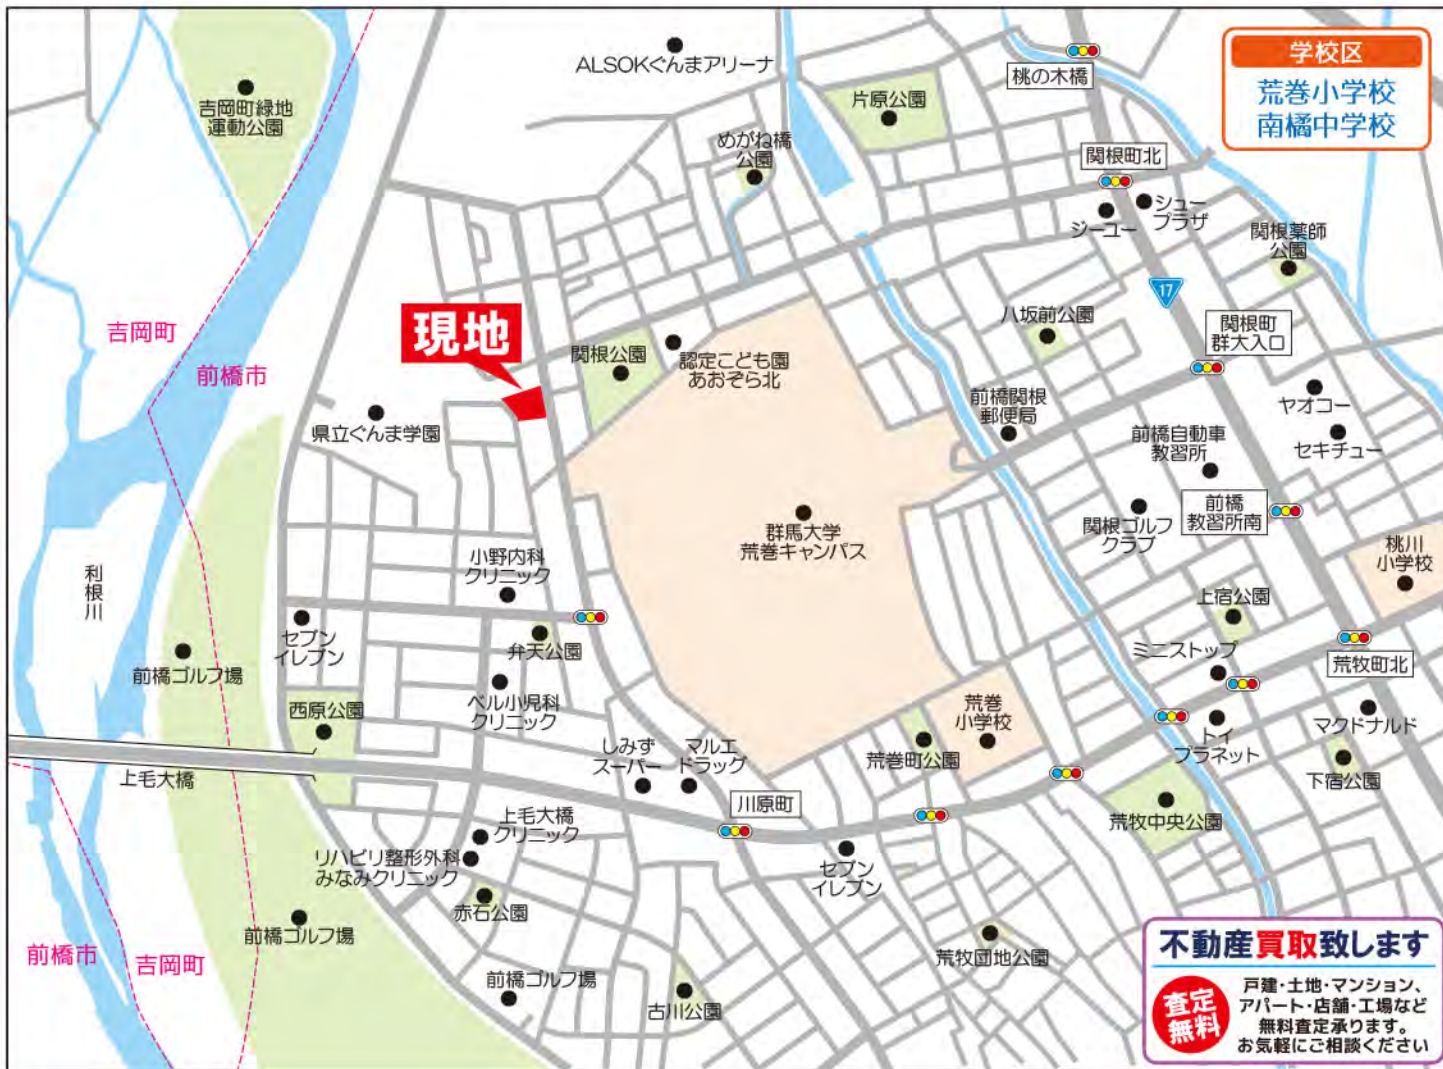 ALSOKぐんまアリーナ
桃の木橋
学校区
荒巻小学校
南橘中学校
吉岡町緑地
運動公園
片原公園
めがね橋
公園
関根町北
シュー
プラザ
ジーユー
関根薬師
公園
17
八坂前公園
関根町
群大入口
吉岡町
前橋市
現地
関根公園
認定こども園
あおぞら北
県立ぐんま学園
前橋関根
郵便局
ヤオコー
セキチュー
前橋自動車
教習所
前橋
教習所南
関根ゴルフ
クラブ
群馬大学
荒巻キャンパス
桃川
小学校
利根川
小野内科
クリニック
セブン
イレブン
弁天公園
上宿公園
ミニストップ
荒牧町北
前橋ゴルフ場
ベル小児科
クリニック
西原公園
荒巻
小学校
荒巻町公園
トイ
プラネット
マクドナルド
下宿公園
しみず
スーパー
マルエ
ドラッグ
上毛大橋
川原町
荒牧中央公園
上毛大橋
クリニック
リハビリ整形外科
みなみクリニック
セブン
イレブン
赤石公園
前橋ゴルフ場
前橋市
吉岡町
前橋ゴルフ場
古川公園
荒牧団地公園
不動産買取致します
査定
無料
戸建・土地・マンション、
アパート・店舗・工場など
無料査定承ります。
お気軽にご相談ください